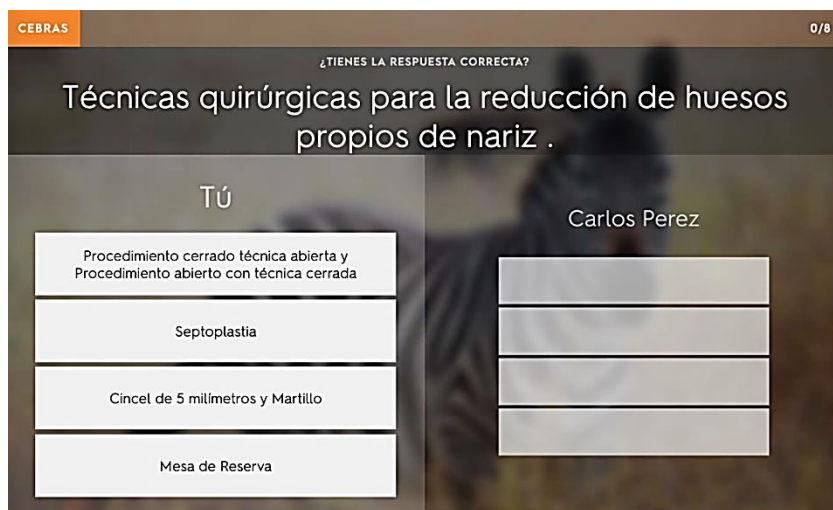 CEBRAS
0/8
¿TIENES LA RESPUESTA CORRECTA?
Técnicas quirúrgicas para la reducción de huesos
propios de nariz .
Tú
Procedimiento cerrado técnica abierta y
Procedimiento abierto con técnica cerrada
Septoplastia
Cincel de 5 milímetros y Martillo
Mesa de Reserva
Carlos Perez